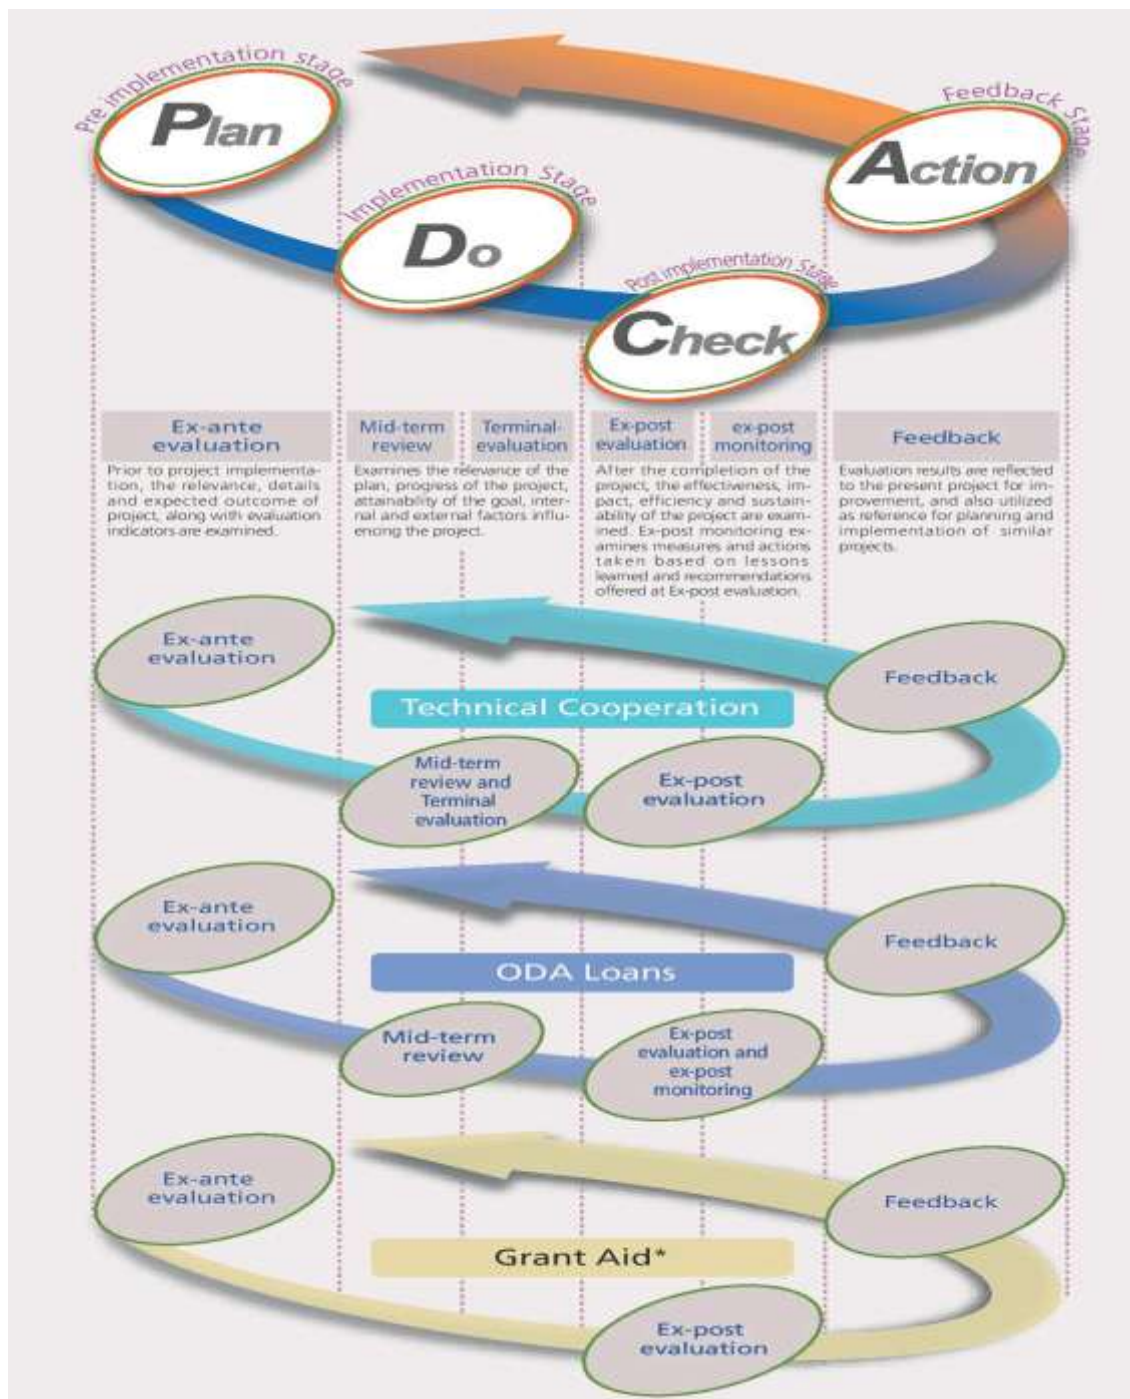 Pre implementation stage
Plan
Implementation Stage
Do
Post implementation Stage
Check
Feedback Stage
Action
Ex-ante
evaluation
Prior to project implementa-
tion, the relevance, details
and expected outcome of
project, along with evaluation
indicators are examined.
Mid-term
review
Terminal-
evaluation
Examines the relevance of the
plan, progress of the project,
attainability of the goal, inter-
nal and external factors influ-
encing the project.
Ex-post
evaluation
ex-post
monitoring
After the completion of the
project, the effectiveness, im-
pact, efficiency and sustain-
ability of the project are exam-
ined. Ex-post monitoring ex-
amines measures and actions
taken based on lessons
learned and recommendations
offered at Ex-post evaluation.
Feedback
Evaluation results are reflected
to the present project for im-
provement, and also utilized
as reference for planning and
implementation of similar
projects.
Ex-ante
evaluation
Feedback
Technical Cooperation
Mid-term
review and
Terminal
evaluation
Ex-post
evaluation
Ex-ante
evaluation
Feedback
ODA Loans
Mid-term
review
Ex-post
evaluation and
ex-post
monitoring
Ex-ante
evaluation
Feedback
Grant Aid*
Ex-post
evaluation